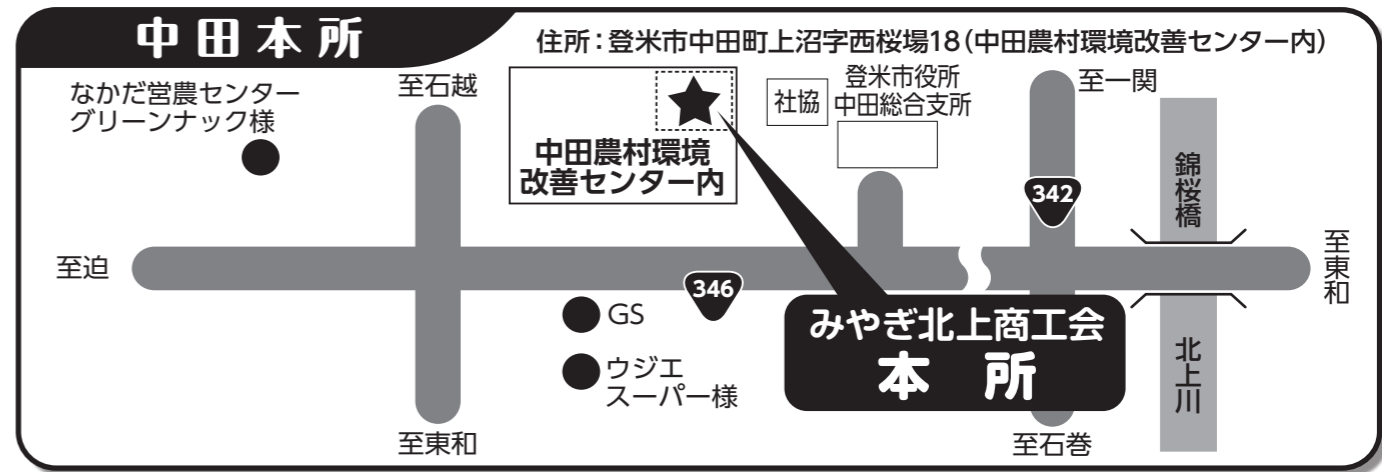 中田本所
住所：登米市中田町上沼字西桜場18（中田農村環境改善センター内）
なかだ営農センター
グリーンナック様
至石越
社協
登米市役所
中田総合支所
至一関
中田農村環境
改善センター内
342
錦桜橋
至迫
346
至東和
GS
みやぎ北上商工会
本 所
ウジエ
スーパー様
北上川
至東和
至石巻